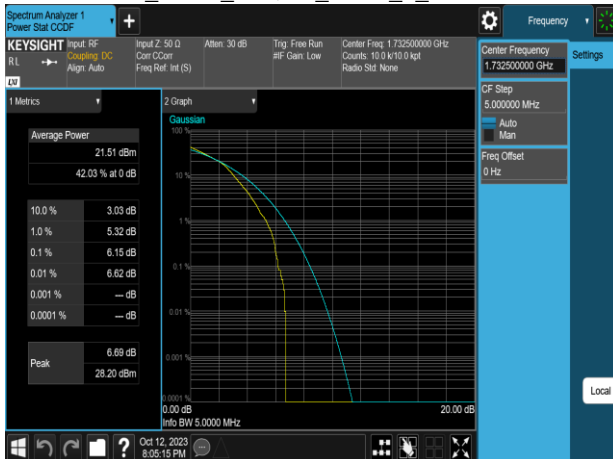 Spectrum Analyzer 1
Power Stat CCDF
Frequency
KEYSIGHT
RL
LXI
Input: RF
Coupling: DC
Align: Auto
Input Z: 50 Ω
Corr CCorr
Freq Ref: Int (S)
Atten: 30 dB
Trig: Free Run
#IF Gain: Low
Center Freq: 1.732500000 GHz
Counts: 10.0 k/10.0 kpt
Radio Std: None
Center Frequency
1.732500000 GHz
Settings
CF Step
5.000000 MHz
Auto
Man
Freq Offset
0 Hz
1 Metrics
Average Power
21.51 dBm
42.03 % at 0 dB
10.0 % 3.03 dB
1.0 % 5.32 dB
0.1 % 6.15 dB
0.01 % 6.62 dB
0.001 % --- dB
0.0001 % --- dB
Peak 6.69 dB
28.20 dBm
2 Graph
Gaussian
100 %
10 %
1 %
0.1 %
0.01 %
0.001 %
0.0001 %
0.00 dB 20.00 dB
Info BW 5.0000 MHz
Local
?
Oct 12, 2023
8:05:15 PM